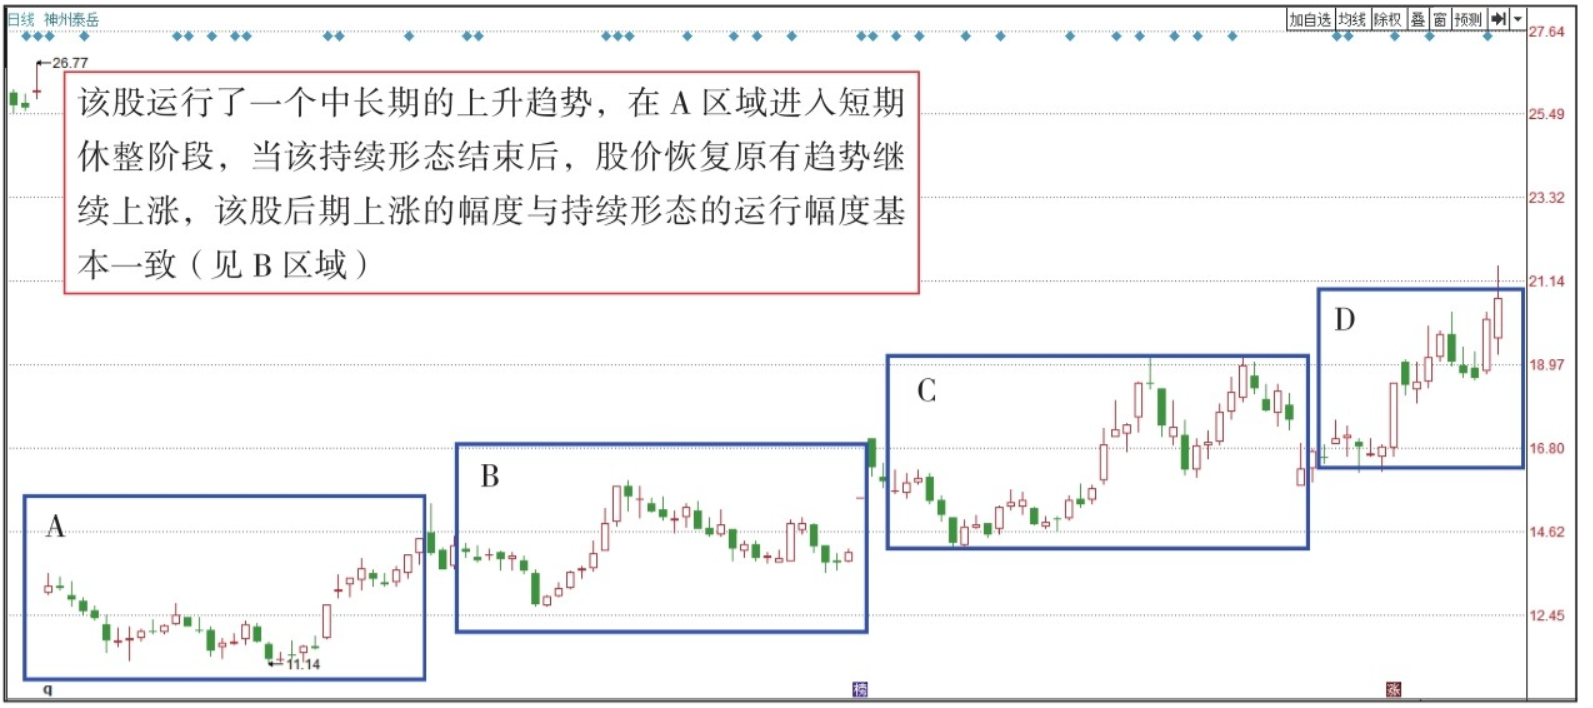 日线 神州泰岳
加自选 均线 除权 叠 窗 预测
27.64
26.77
该股运行了一个中长期的上升趋势，在 A 区域进入短期
休整阶段，当该持续形态结束后，股价恢复原有趋势继
续上涨，该股后期上涨的幅度与持续形态的运行幅度基
本一致（见 B 区域）
25.49
23.32
21.14
D
18.97
C
16.80
B
A
14.62
12.45
11.14
q
榜
涨